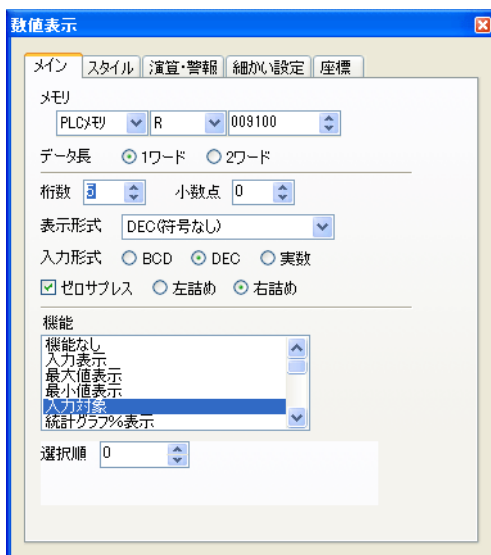 数値表示
メイン スタイル 演算・警報 細かい設定 座標
メモリ
PLCメモリ R 009100
データ長 1ワード 2ワード
桁数 5 小数点 0
表示形式 DEC(符号なし)
入力形式 BCD DEC 実数
ゼロサプレス 左詰め 右詰め
機能
機能なし
入力表示
最大値表示
最小値表示
入力対象
統計グラフ%表示
選択順 0